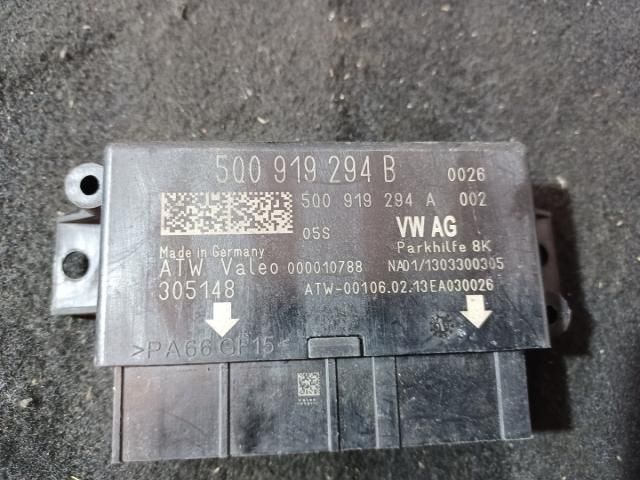 5Q0 919 294 B 0026
5Q0 919 294 A 002
05S VW AG
Made in Germany Parkhilfe 8K
ATW Valeo 000010788 NA01/1303300305
305148 ATW-00106.02.13EA030026
>PA66 GF15<